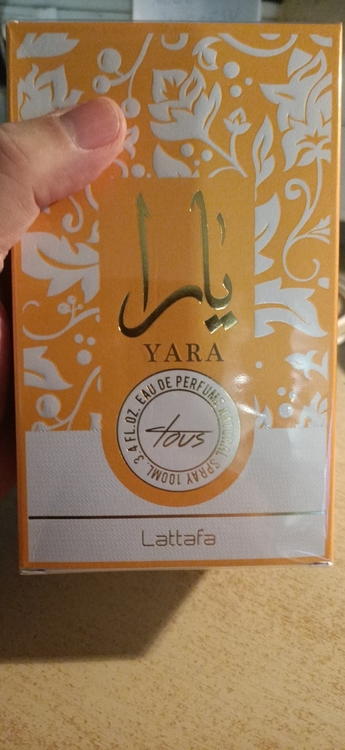 يارا
YARA
3.4 FL.OZ. EAU DE PERFUME NATURAL SPRAY 100ML.
Tous
Lattafa